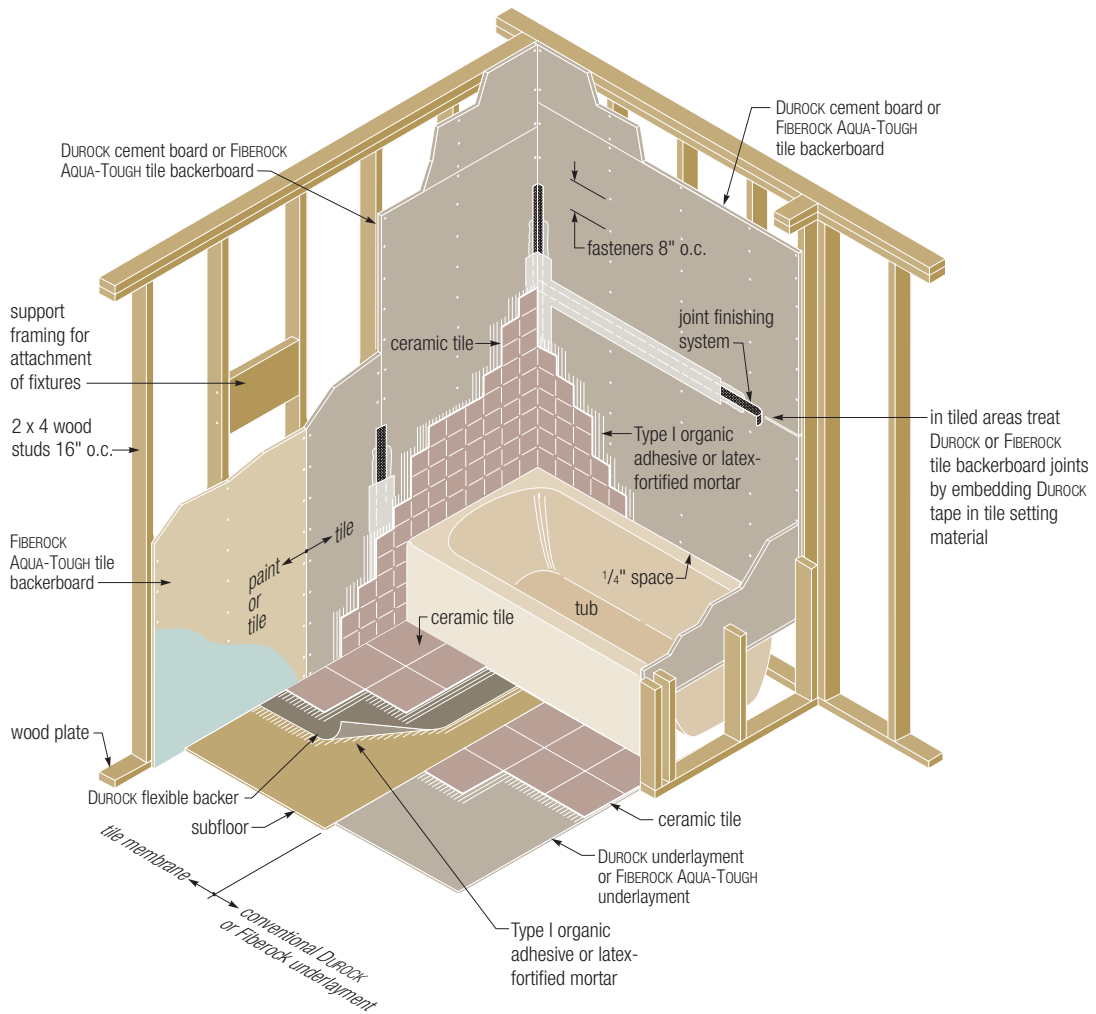 DUROCK cement board or
FIBEROCK AQUA-TOUGH
tile backerboard
DUROCK cement board or FIBEROCK
AQUA-TOUGH tile backerboard
fasteners 8" o.c.
support
framing for
attachment
of fixtures
ceramic tile
joint finishing
system
2 x 4 wood
studs 16" o.c.
Type I organic
adhesive or latex-
fortified mortar
in tiled areas treat
DUROCK or FIBEROCK
tile backerboard joints
by embedding DUROCK
tape in tile setting
material
FIBEROCK
AQUA-TOUGH tile
backerboard
tile
paint
or
tile
1/4" space
tub
ceramic tile
wood plate
DUROCK flexible backer
subfloor
ceramic tile
tile membrane
DUROCK underlayment
or FIBEROCK AQUA-TOUGH
underlayment
conventional DUROCK
or Fiberock underlayment
Type I organic
adhesive or latex-
fortified mortar